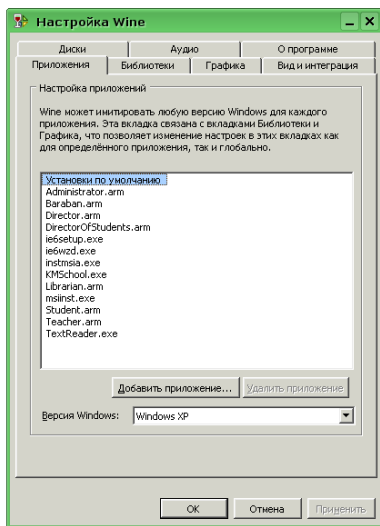 Настройка Wine
Диски Аудио О программе
Приложения Библиотеки Графика Вид и интеграция
Настройка приложений
Wine может имитировать любую версию Windows для каждого
приложения. Эта вкладка связана с вкладками Библиотеки и
Графика, что позволяет изменение настроек в этих вкладках как
для определённого приложения, так и глобально.
Установки по умолчанию
Administrator.arm
Baraban.arm
Director.arm
DirectorOfStudents.arm
ie6setup.exe
ie6wzd.exe
instmsia.exe
KMSchool.exe
Librarian.arm
msiinst.exe
Student.arm
Teacher.arm
TextReader.exe
Добавить приложение... Удалить приложение
Версия Windows: Windows XP
OK Отмена Применить